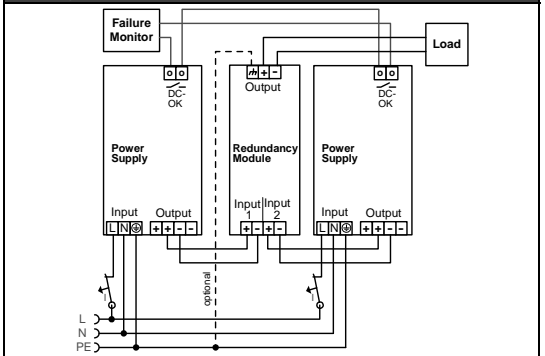 Failure
Monitor
Load
+ -
Output
DC-
OK
DC-
OK
Power
Supply
Redundancy
Module
Power
Supply
Input
Output
Input
1
Input
2
Input
Output
L N
+ + - -
+ - + -
L N
+ + - -
I
I
optional
L
N
PE